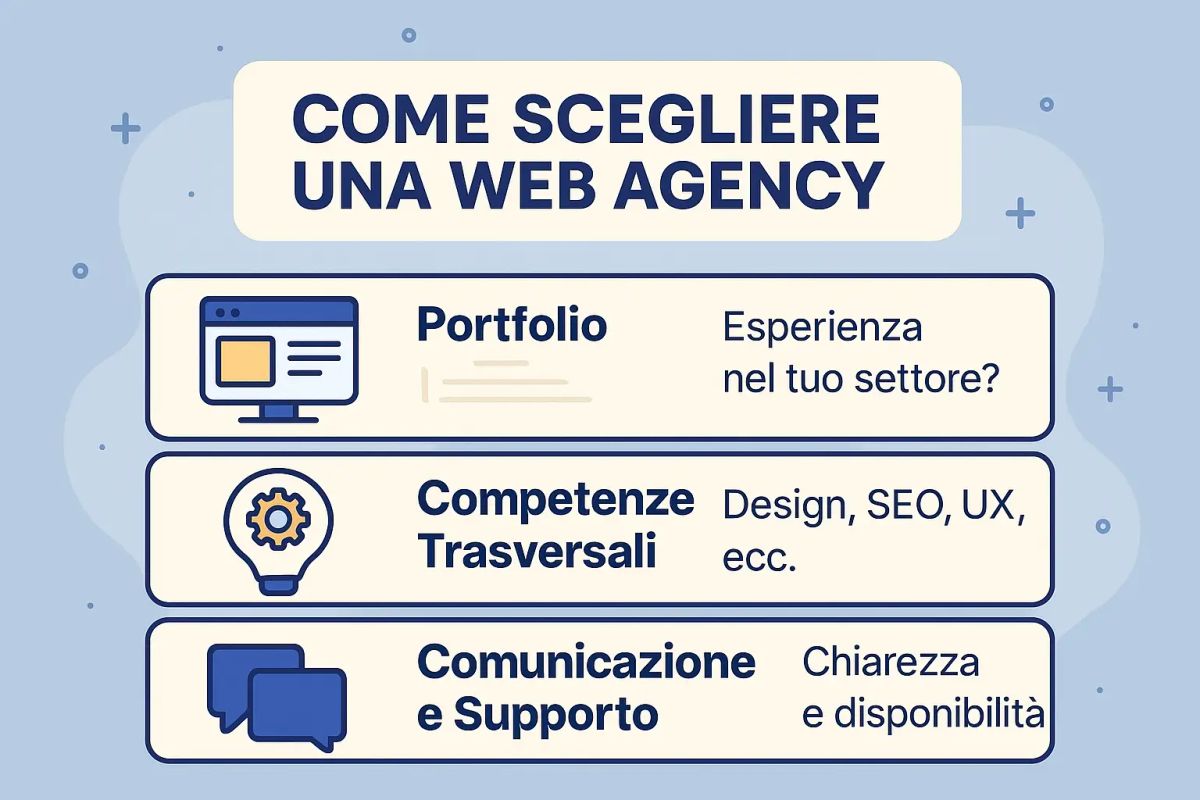 COME SCEGLIERE
UNA WEB AGENCY
Portfolio
Esperienza
nel tuo settore?
Competenze
Trasversali
Design, SEO, UX,
ecc.
Comunicazione
e Supporto
Chiarezza
e disponibilità